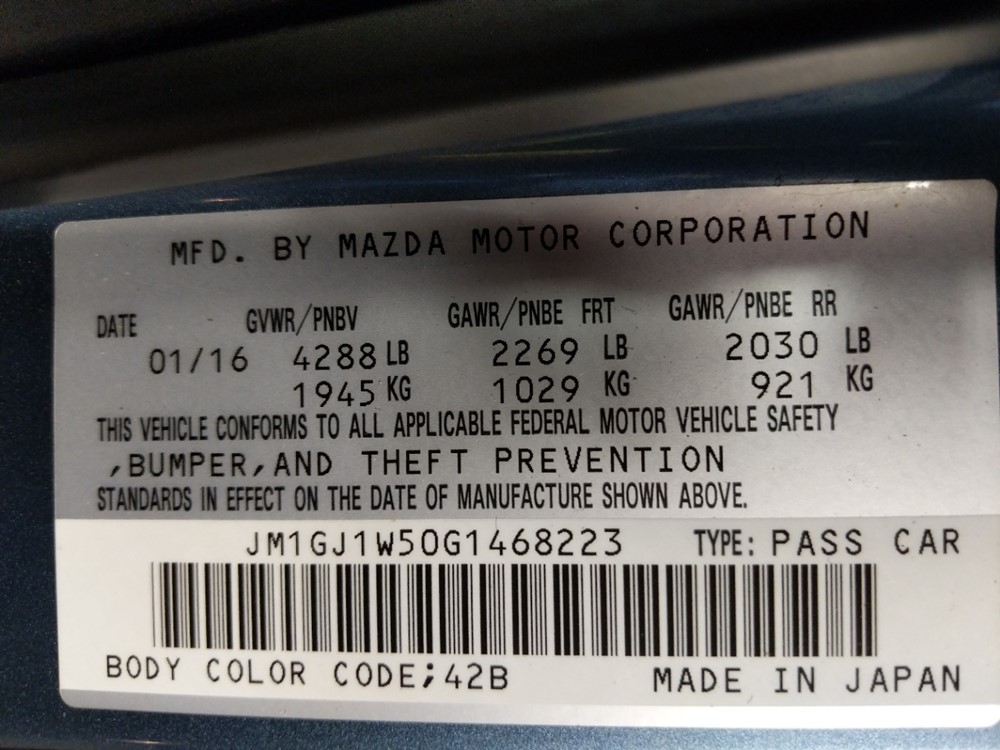 MFD. BY MAZDA MOTOR CORPORATION
DATE GVWR/PNBV GAWR/PNBE FRT GAWR/PNBE RR
01/16 4288 LB 2269 LB 2030 LB
1945 KG 1029 KG 921 KG
THIS VEHICLE CONFORMS TO ALL APPLICABLE FEDERAL MOTOR VEHICLE SAFETY
,BUMPER,AND THEFT PREVENTION
STANDARDS IN EFFECT ON THE DATE OF MANUFACTURE SHOWN ABOVE.
JM1GJ1W50G1468223 TYPE: PASS CAR
BODY COLOR CODE;42B MADE IN JAPAN